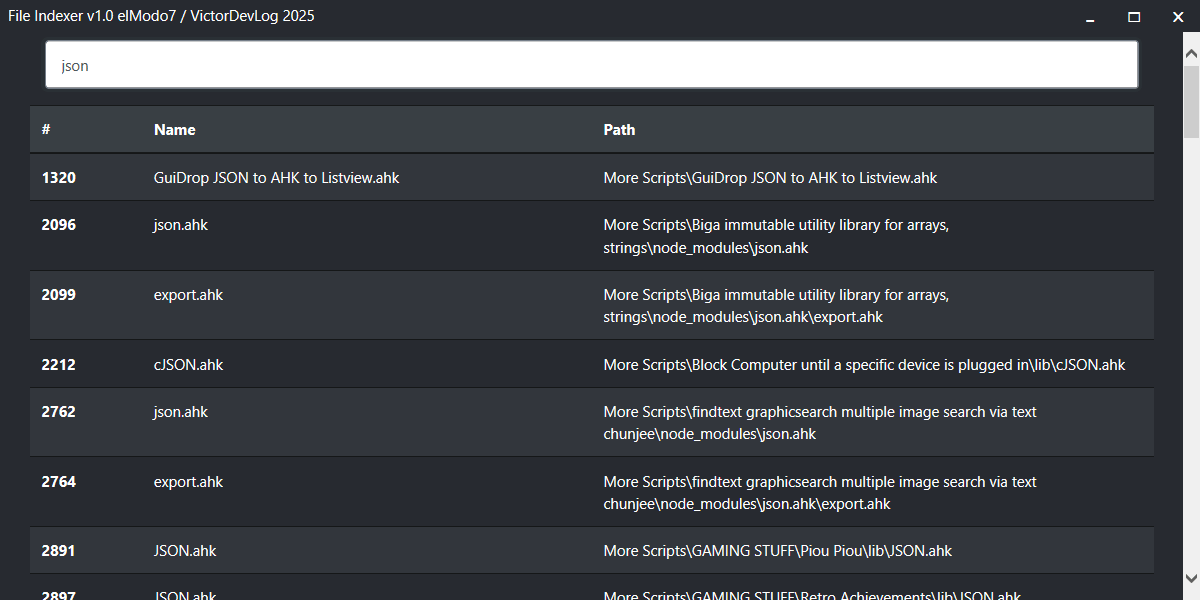 File Indexer v1.0 elModo7 / VictorDevLog 2025
json
# Name Path
1320 GuiDrop JSON to AHK to Listview.ahk More Scripts\GuiDrop JSON to AHK to Listview.ahk
2096 json.ahk More Scripts\Biga immutable utility library for arrays,
strings\node_modules\json.ahk
2099 export.ahk More Scripts\Biga immutable utility library for arrays,
strings\node_modules\json.ahk\export.ahk
2212 cJSON.ahk More Scripts\Block Computer until a specific device is plugged in\lib\cJSON.ahk
2762 json.ahk More Scripts\findtext graphicsearch multiple image search via text
chunjee\node_modules\json.ahk
2764 export.ahk More Scripts\findtext graphicsearch multiple image search via text
chunjee\node_modules\json.ahk\export.ahk
2891 JSON.ahk More Scripts\GAMING STUFF\Piou Piou\lib\JSON.ahk
2897 JSON.ahk More Scripts\GAMING STUFF\Retro Achievements\lib\JSON.ahk